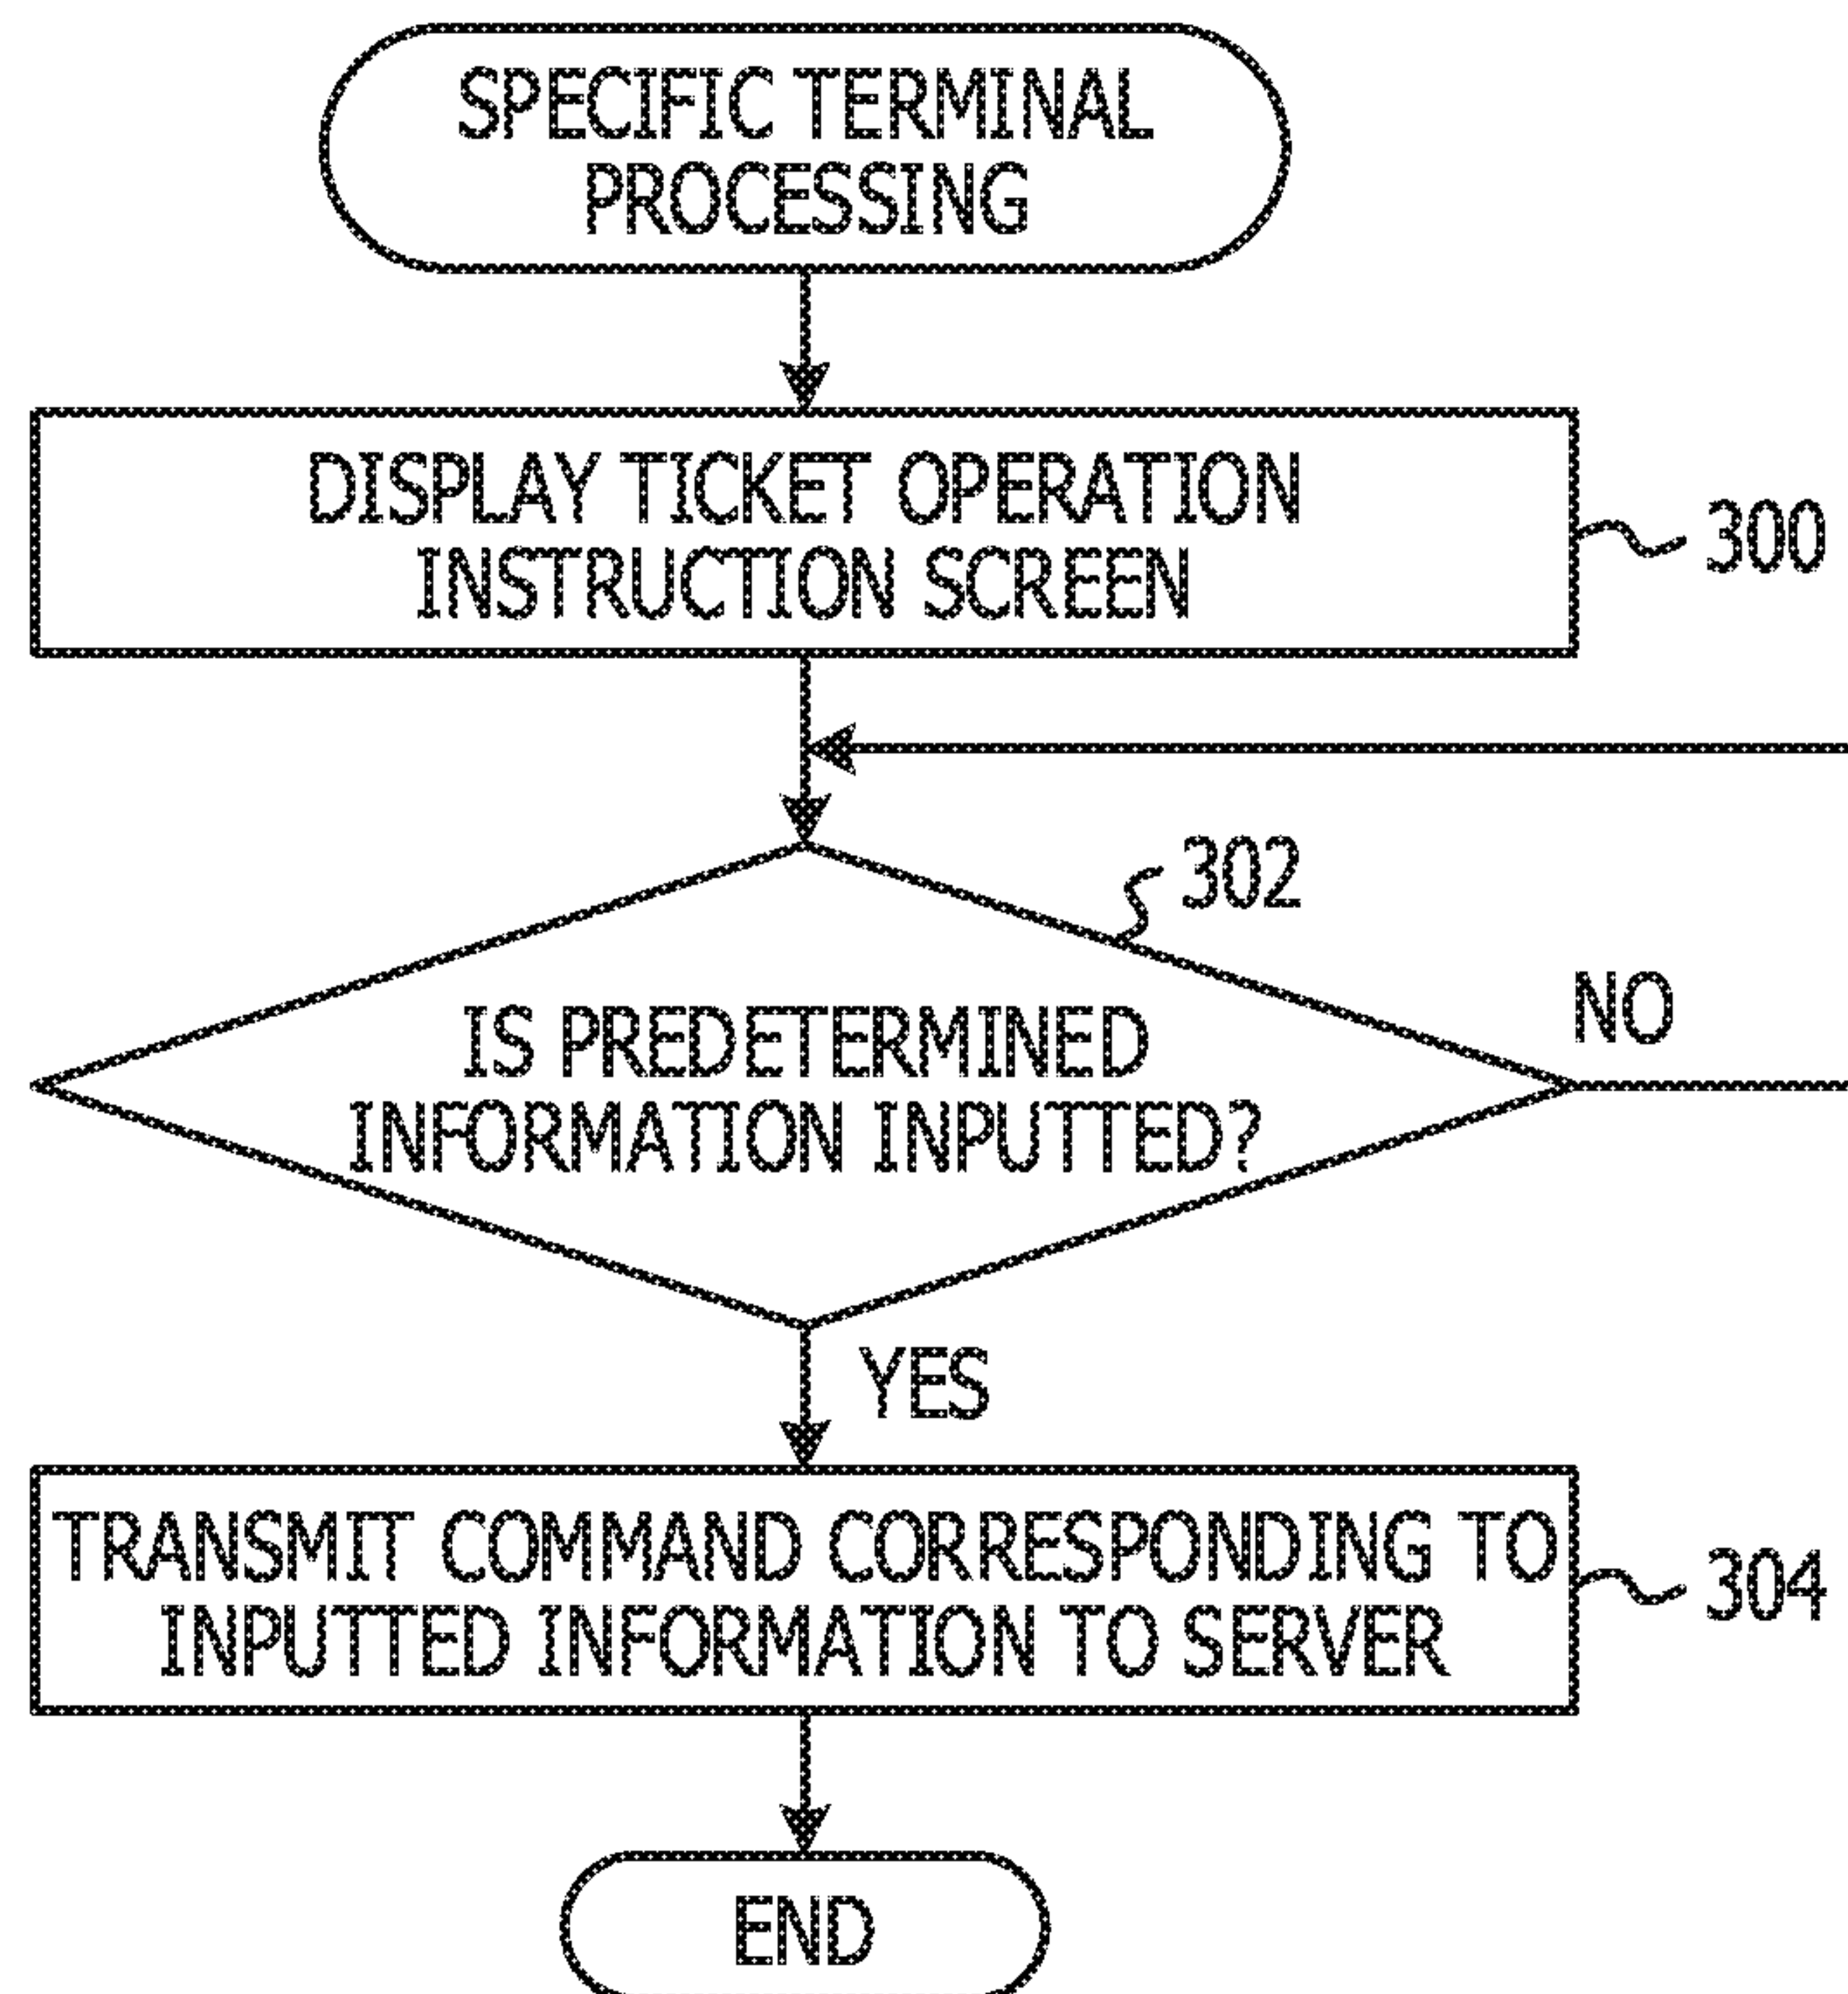 SPECIFIC TERMINAL
PROCESSING
DISPLAY TICKET OPERATION
INSTRUCTION SCREEN
300
302
IS PREDETERMINED
INFORMATION INPUTTED?
NO
YES
TRANSMIT COMMAND CORRESPONDING TO
INPUTTED INFORMATION TO SERVER
304
END